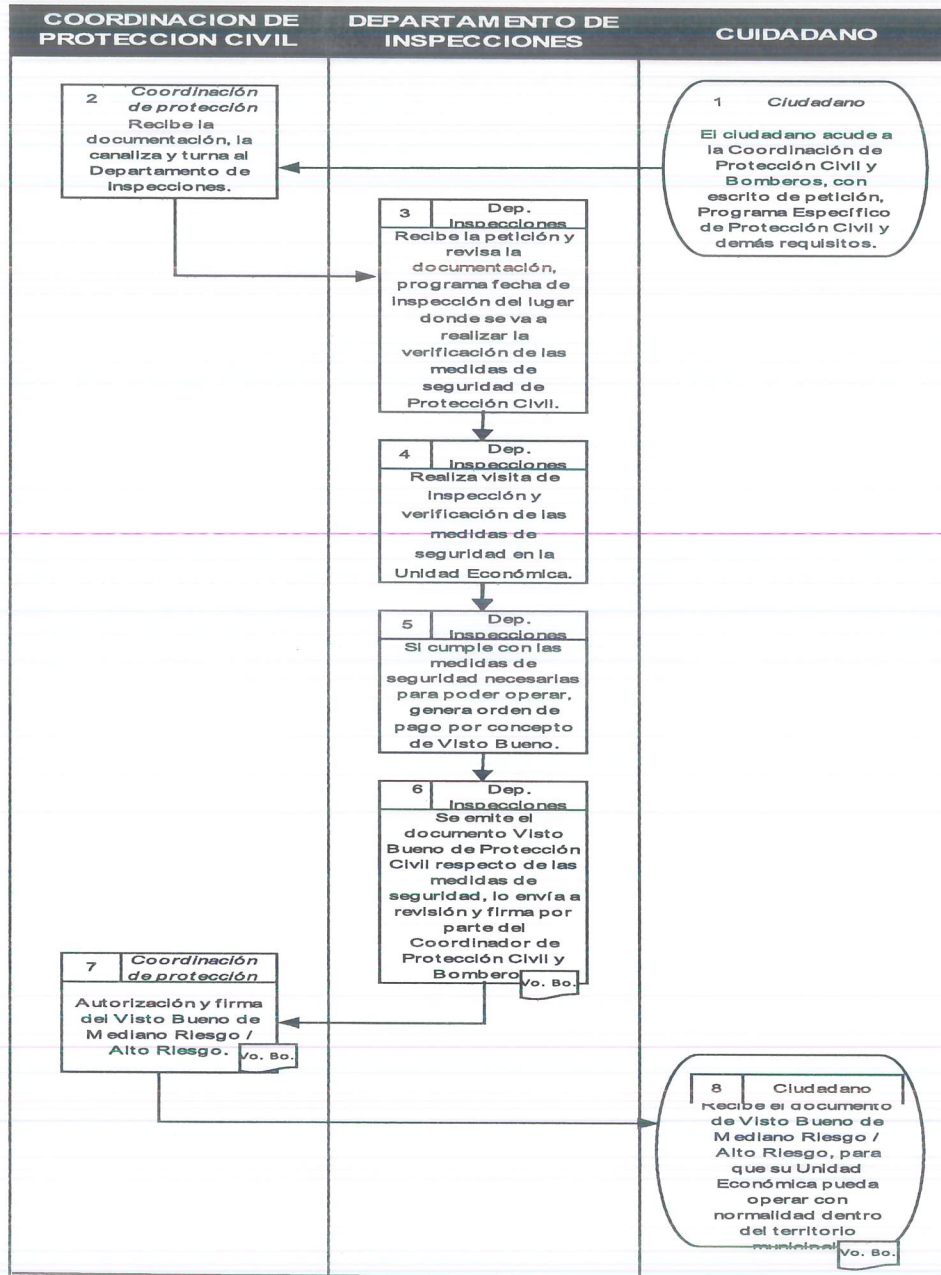 COORDINACION DE
PROTECCION CIVIL
DEPARTAMENTO DE
INSPECCIONES
CUIDADANO
1 Ciudadano
El ciudadano acude a
la Coordinación de
Protección Civil y
Bomberos, con
escrito de petición,
Programa Específico
de Protección Civil y
demás requisitos.
2 Coordinación
de protección
Recibe la
documentación, la
canaliza y turna al
Departamento de
Inspecciones.
3 Dep.
Inspecciones
Recibe la petición y
revisa la
documentación,
programa fecha de
inspección del lugar
donde se va a
realizar la
verificación de las
medidas de
seguridad de
Protección Civil.
4 Dep.
Inspecciones
Realiza visita de
inspección y
verificación de las
medidas de
seguridad en la
Unidad Económica.
5 Dep.
Inspecciones
Si cumple con las
medidas de
seguridad necesarias
para poder operar,
genera orden de
pago por concepto
de Visto Bueno.
6 Dep.
Inspecciones
Se emite el
documento Visto
Bueno de Protección
Civil respecto de las
medidas de
seguridad, lo envía a
revisión y firma por
parte del
Coordinador de
Protección Civil y
Bombero
Vo. Bo.
7 Coordinación
de protección
Autorización y firma
del Visto Bueno de
Mediano Riesgo /
Alto Riesgo.
Vo. Bo.
8 Ciudadano
Recibe el documento
de Visto Bueno de
Mediano Riesgo /
Alto Riesgo, para
que su Unidad
Económica pueda
operar con
normalidad dentro
del territorio
municipal
Vo. Bo.